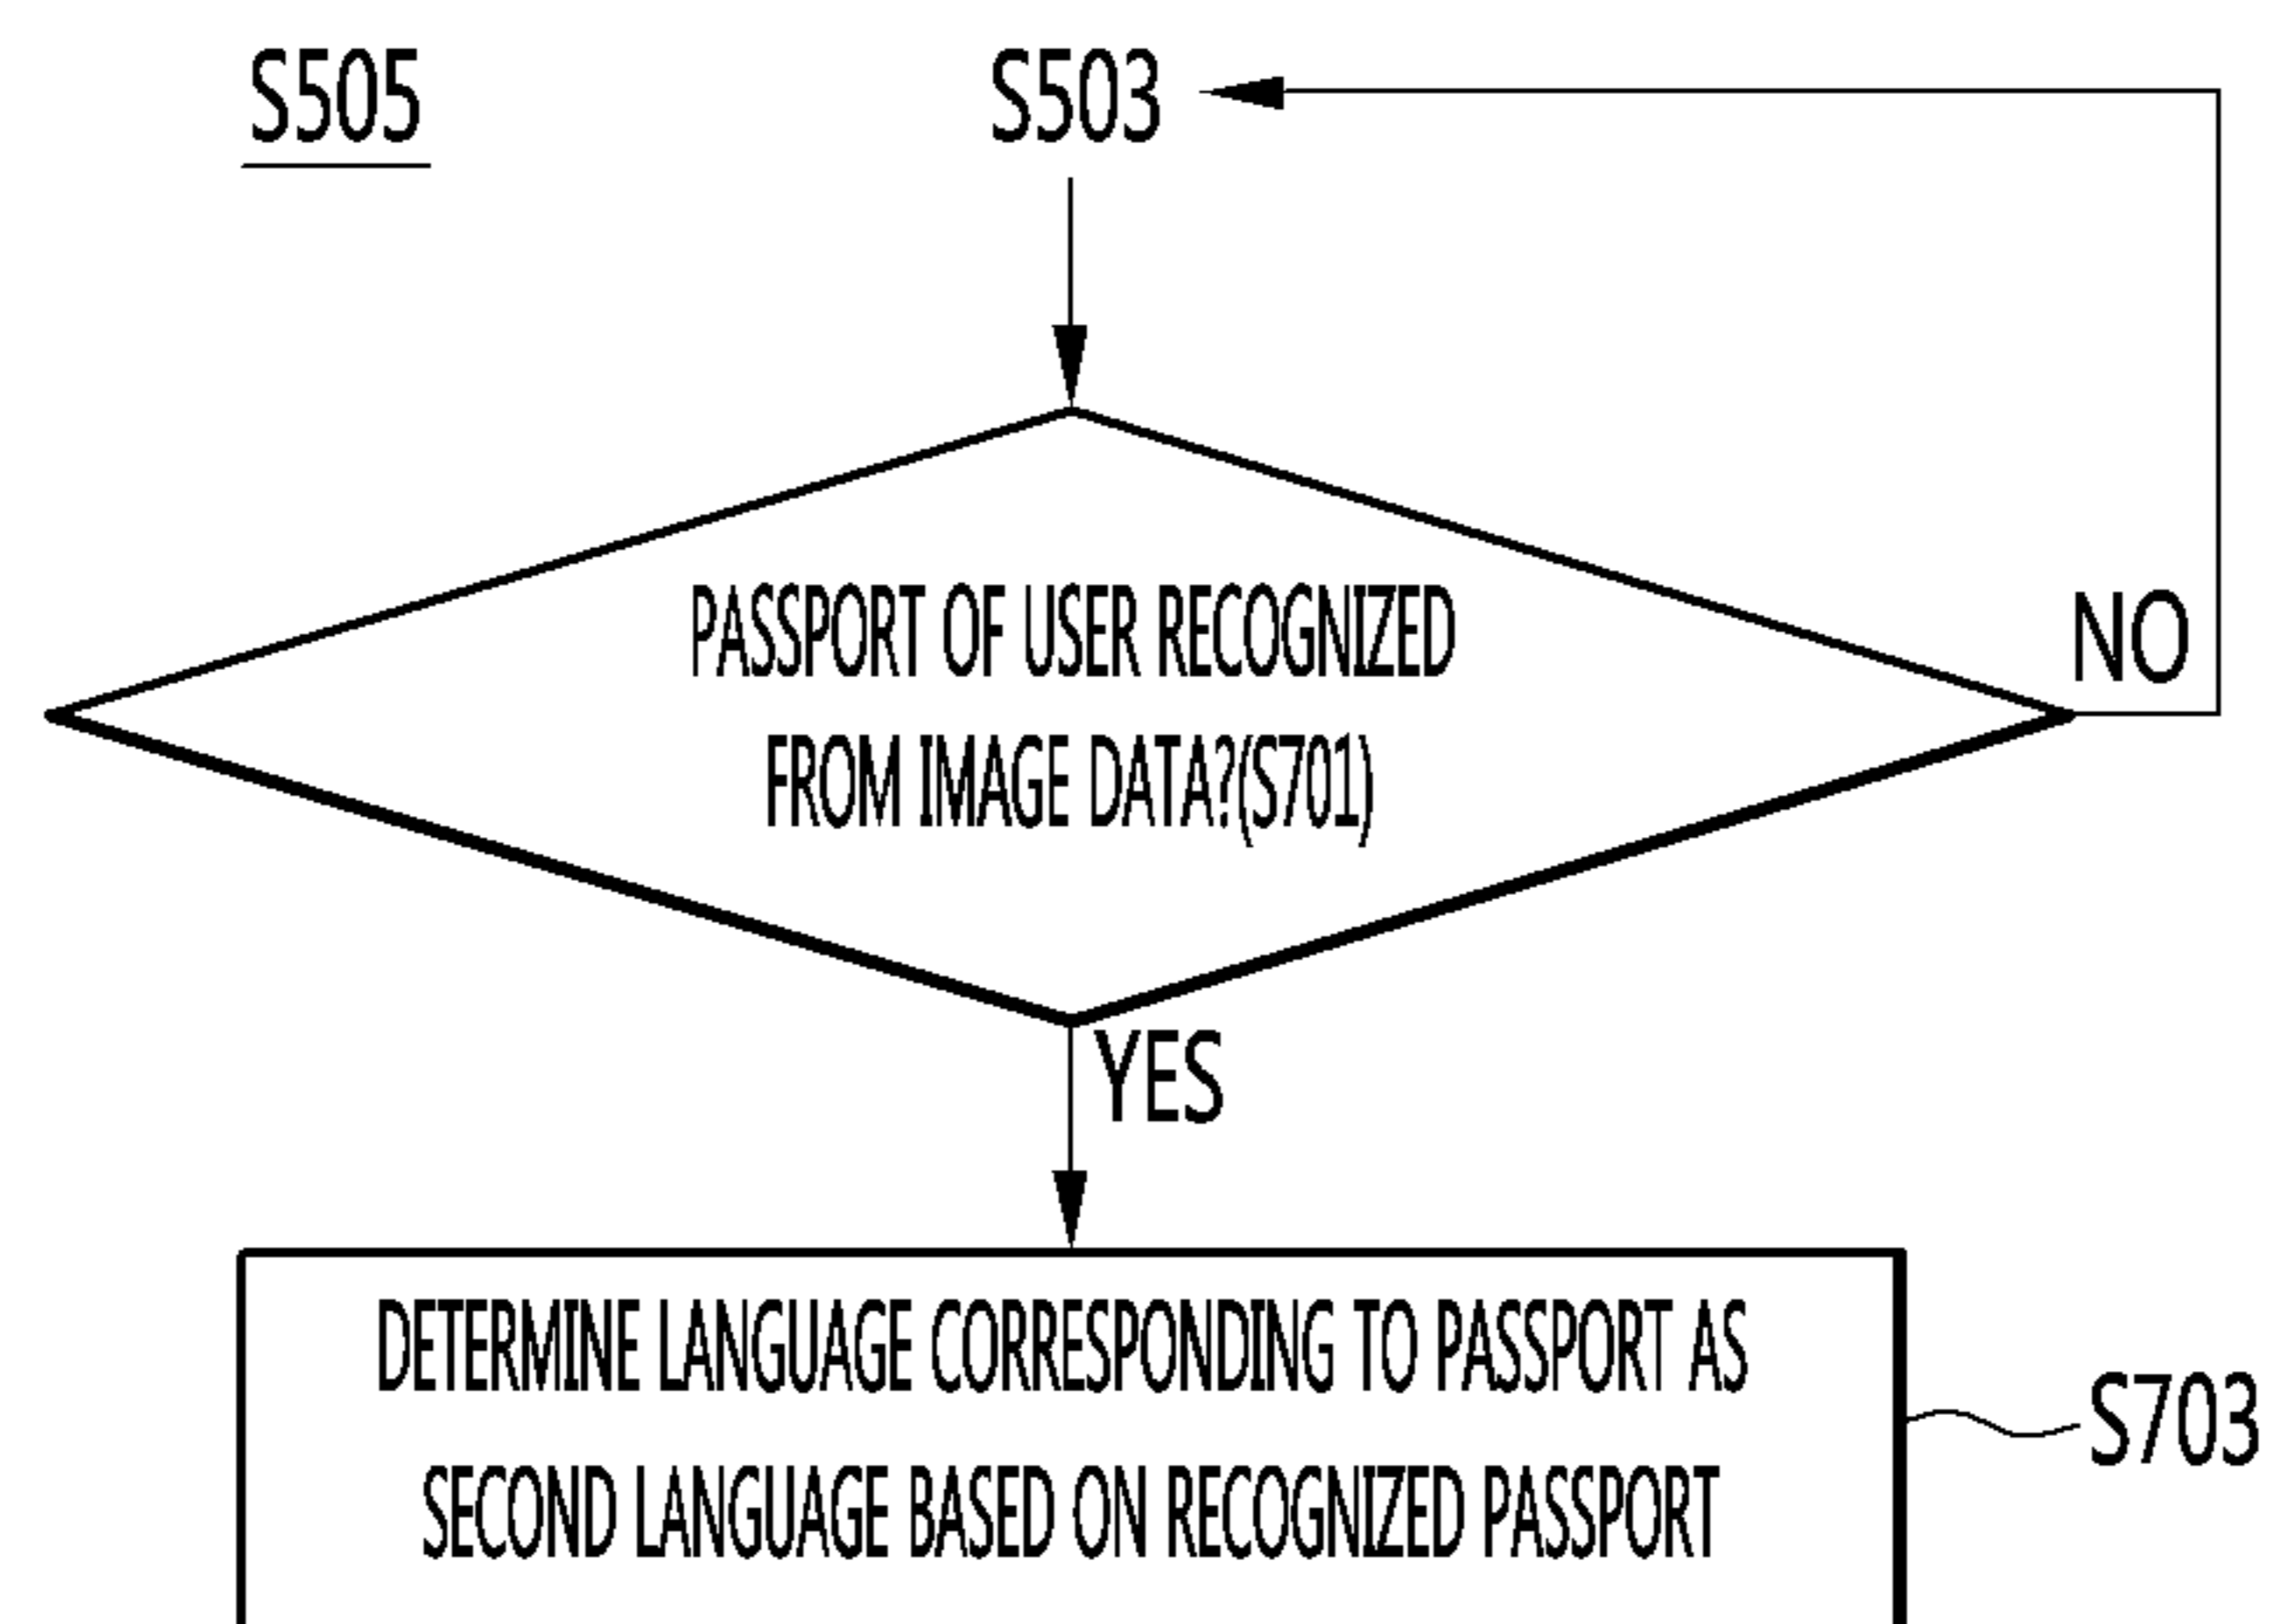 S505
S503
PASSPORT OF USER RECOGNIZED
FROM IMAGE DATA?(S701)
NO
YES
DETERMINE LANGUAGE CORRESPONDING TO PASSPORT AS
SECOND LANGUAGE BASED ON RECOGNIZED PASSPORT
S703